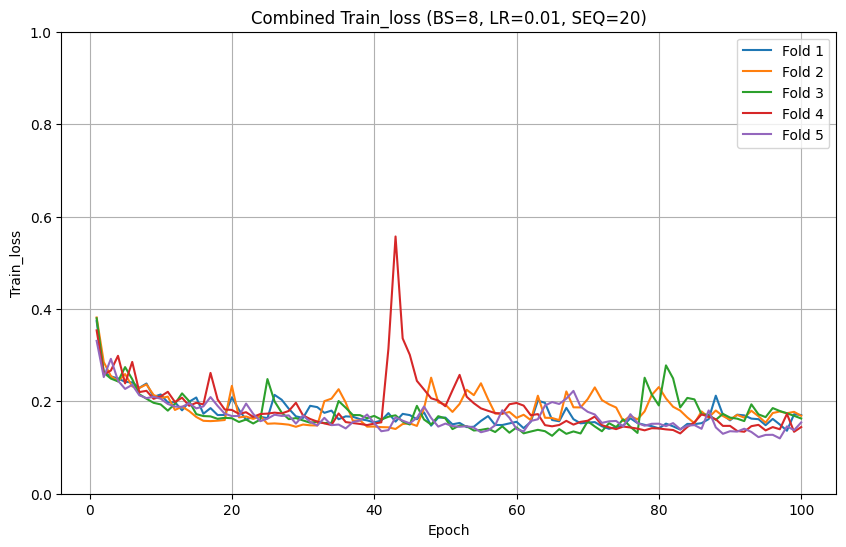 Combined Train_loss (BS=8, LR=0.01, SEQ=20)
Train_loss
1.0
0.8
0.6
0.4
0.2
0.0
Fold 1
Fold 2
Fold 3
Fold 4
Fold 5
0 20 40 60 80 100
Epoch